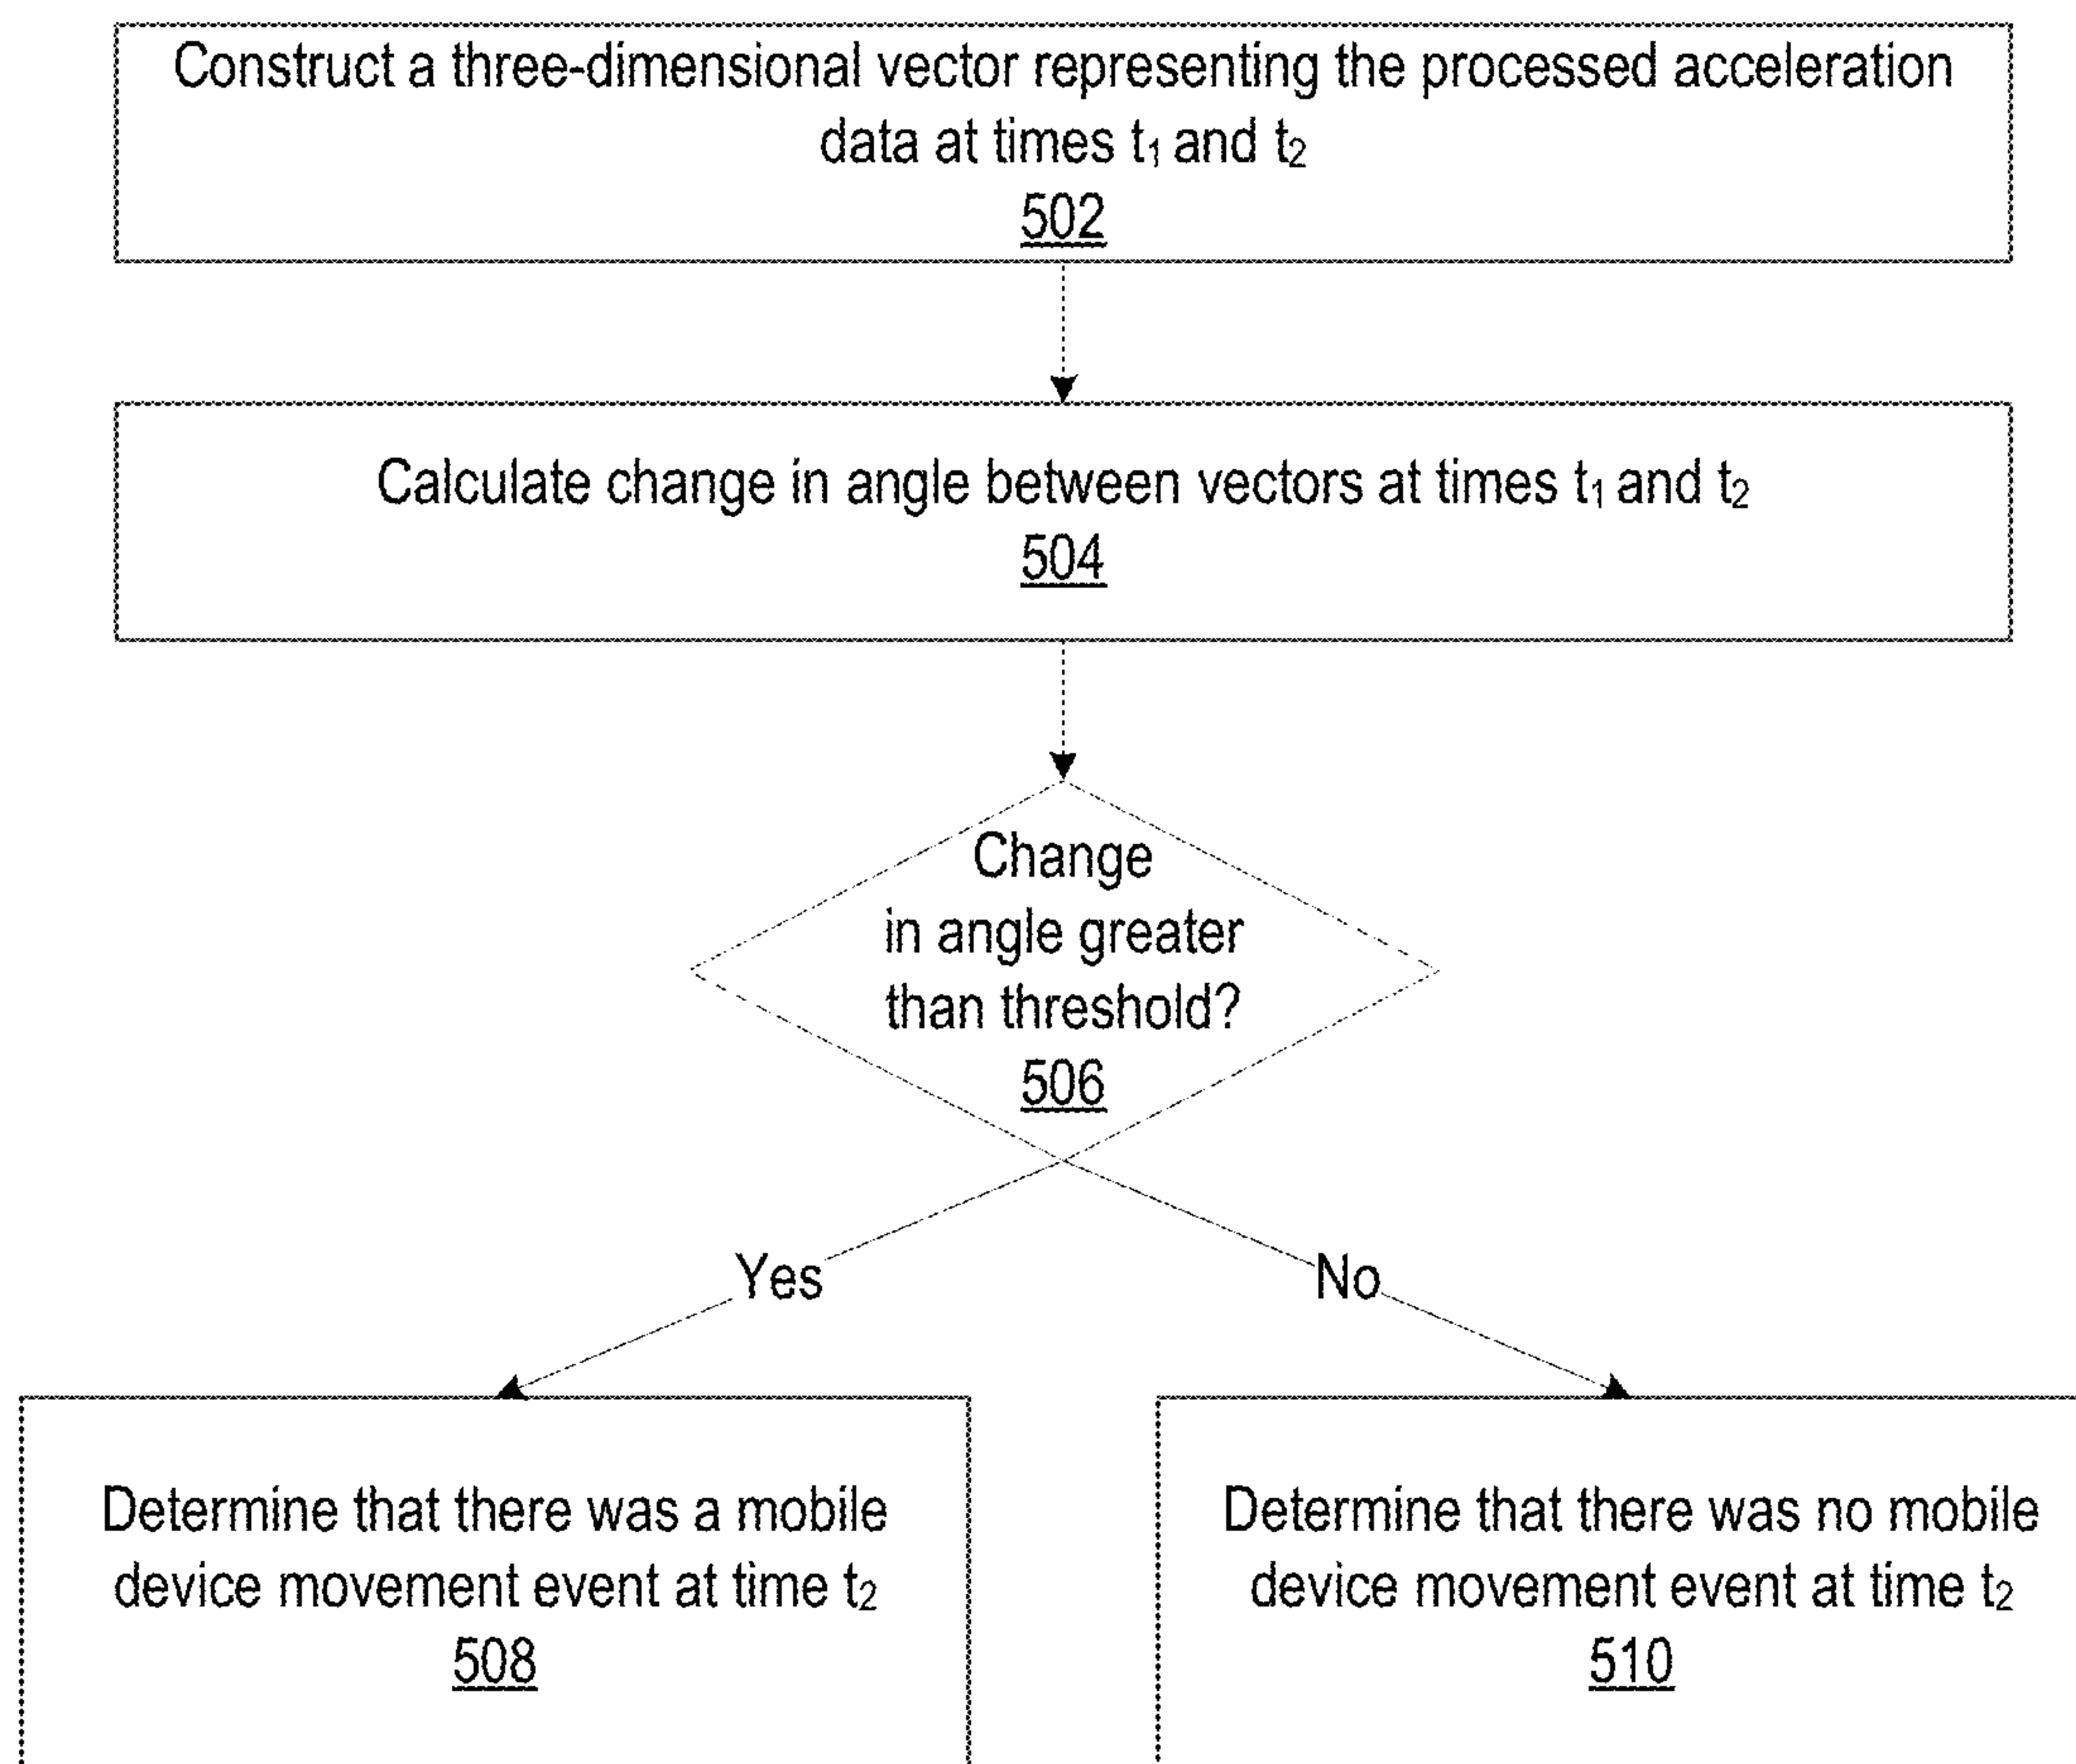 Construct a three-dimensional vector representing the processed acceleration
data at times t₁ and t₂
502
Calculate change in angle between vectors at times t₁ and t₂
504
Change
in angle greater
than threshold?
506
Yes
No
Determine that there was a mobile
device movement event at time t₂
508
Determine that there was no mobile
device movement event at time t₂
510